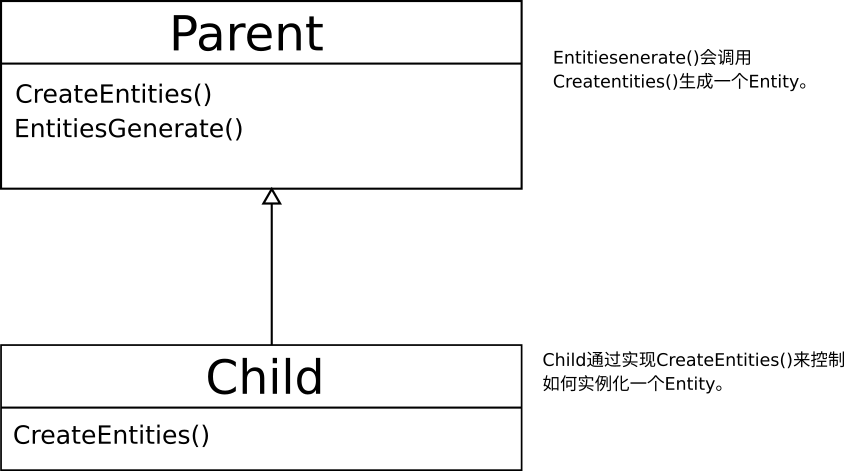 Parent
CreateEntities()
EntitiesGenerate()
Entitiesenerate()会调用
Createntities()生成一个Entity。
Child
CreateEntities()
Child通过实现CreateEntities()来控制
如何实例化一个Entity。